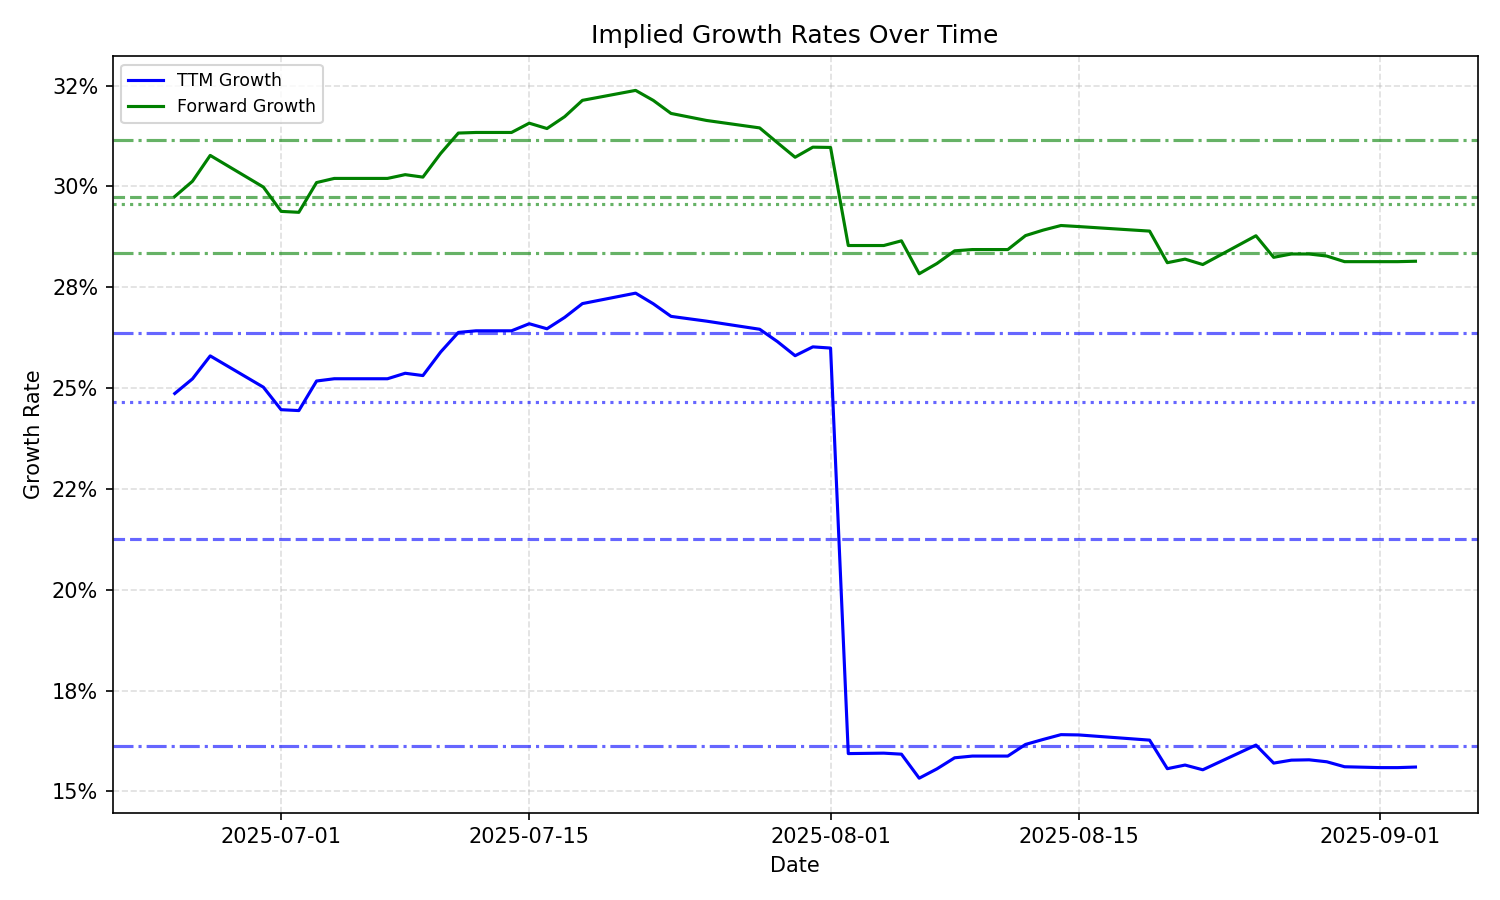 Implied Growth Rates Over Time
TTM Growth
Forward Growth
32%
30%
28%
25%
22%
20%
18%
15%
Growth Rate
2025-07-01
2025-07-15
2025-08-01
2025-08-15
2025-09-01
Date